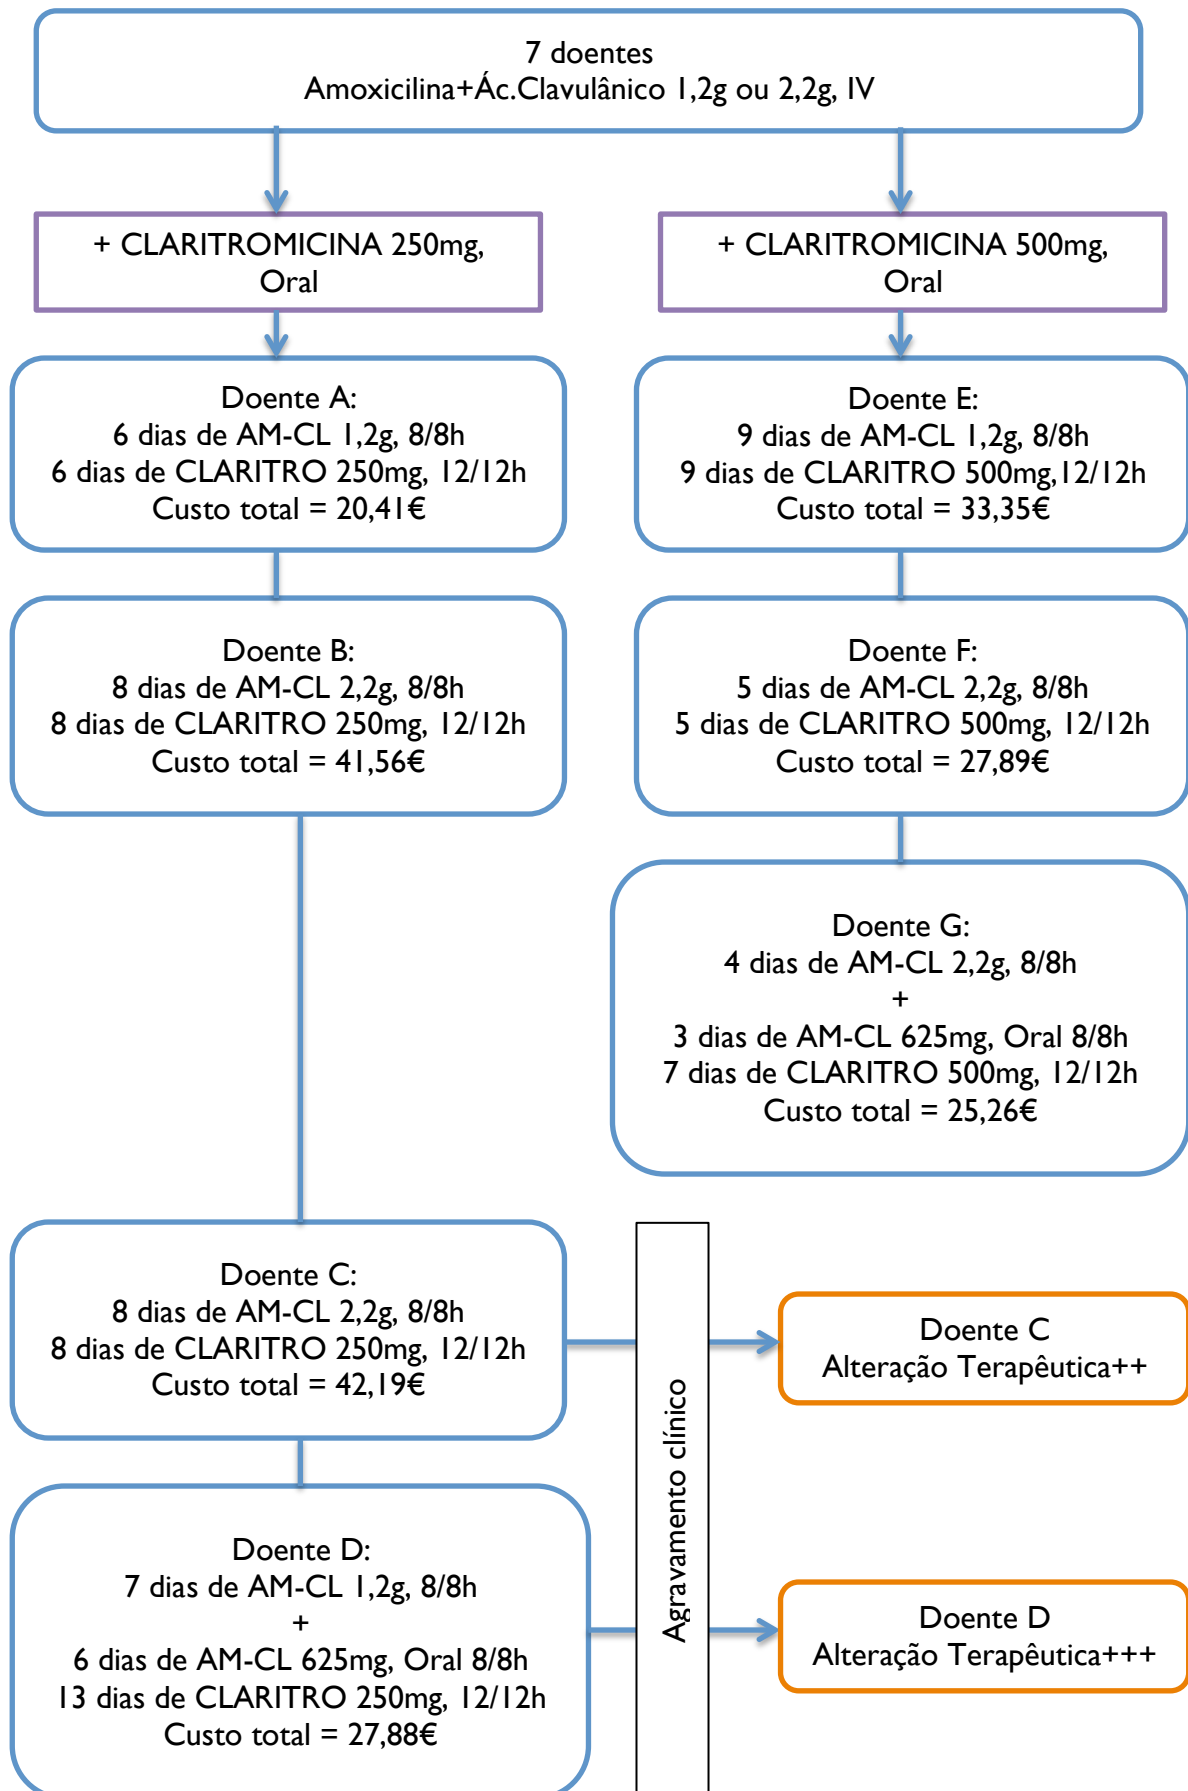 7 doentes
Amoxicilina+Ác.Clavulânico 1,2g ou 2,2g, IV
+ CLARITROMICINA 250mg,
Oral
+ CLARITROMICINA 500mg,
Oral
Doente A:
6 dias de AM-CL 1,2g, 8/8h
6 dias de CLARITRO 250mg, 12/12h
Custo total = 20,41€
Doente E:
9 dias de AM-CL 1,2g, 8/8h
9 dias de CLARITRO 500mg,12/12h
Custo total = 33,35€
Doente B:
8 dias de AM-CL 2,2g, 8/8h
8 dias de CLARITRO 250mg, 12/12h
Custo total = 41,56€
Doente F:
5 dias de AM-CL 2,2g, 8/8h
5 dias de CLARITRO 500mg, 12/12h
Custo total = 27,89€
Doente G:
4 dias de AM-CL 2,2g, 8/8h
+
3 dias de AM-CL 625mg, Oral 8/8h
7 dias de CLARITRO 500mg, 12/12h
Custo total = 25,26€
Doente C:
8 dias de AM-CL 2,2g, 8/8h
8 dias de CLARITRO 250mg, 12/12h
Custo total = 42,19€
Agravamento clínico
Doente C
Alteração Terapêutica++
Doente D:
7 dias de AM-CL 1,2g, 8/8h
+
6 dias de AM-CL 625mg, Oral 8/8h
13 dias de CLARITRO 250mg, 12/12h
Custo total = 27,88€
Doente D
Alteração Terapêutica+++